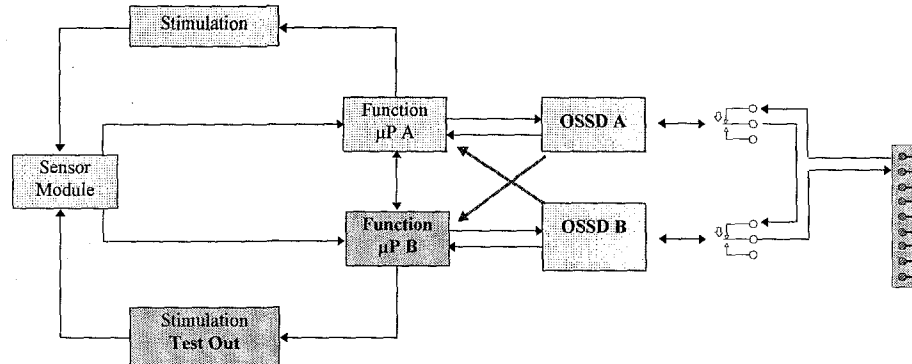 Stimulation
Function
µP A
OSSD A
Sensor
Module
Function
µP B
OSSD B
Stimulation
Test Out